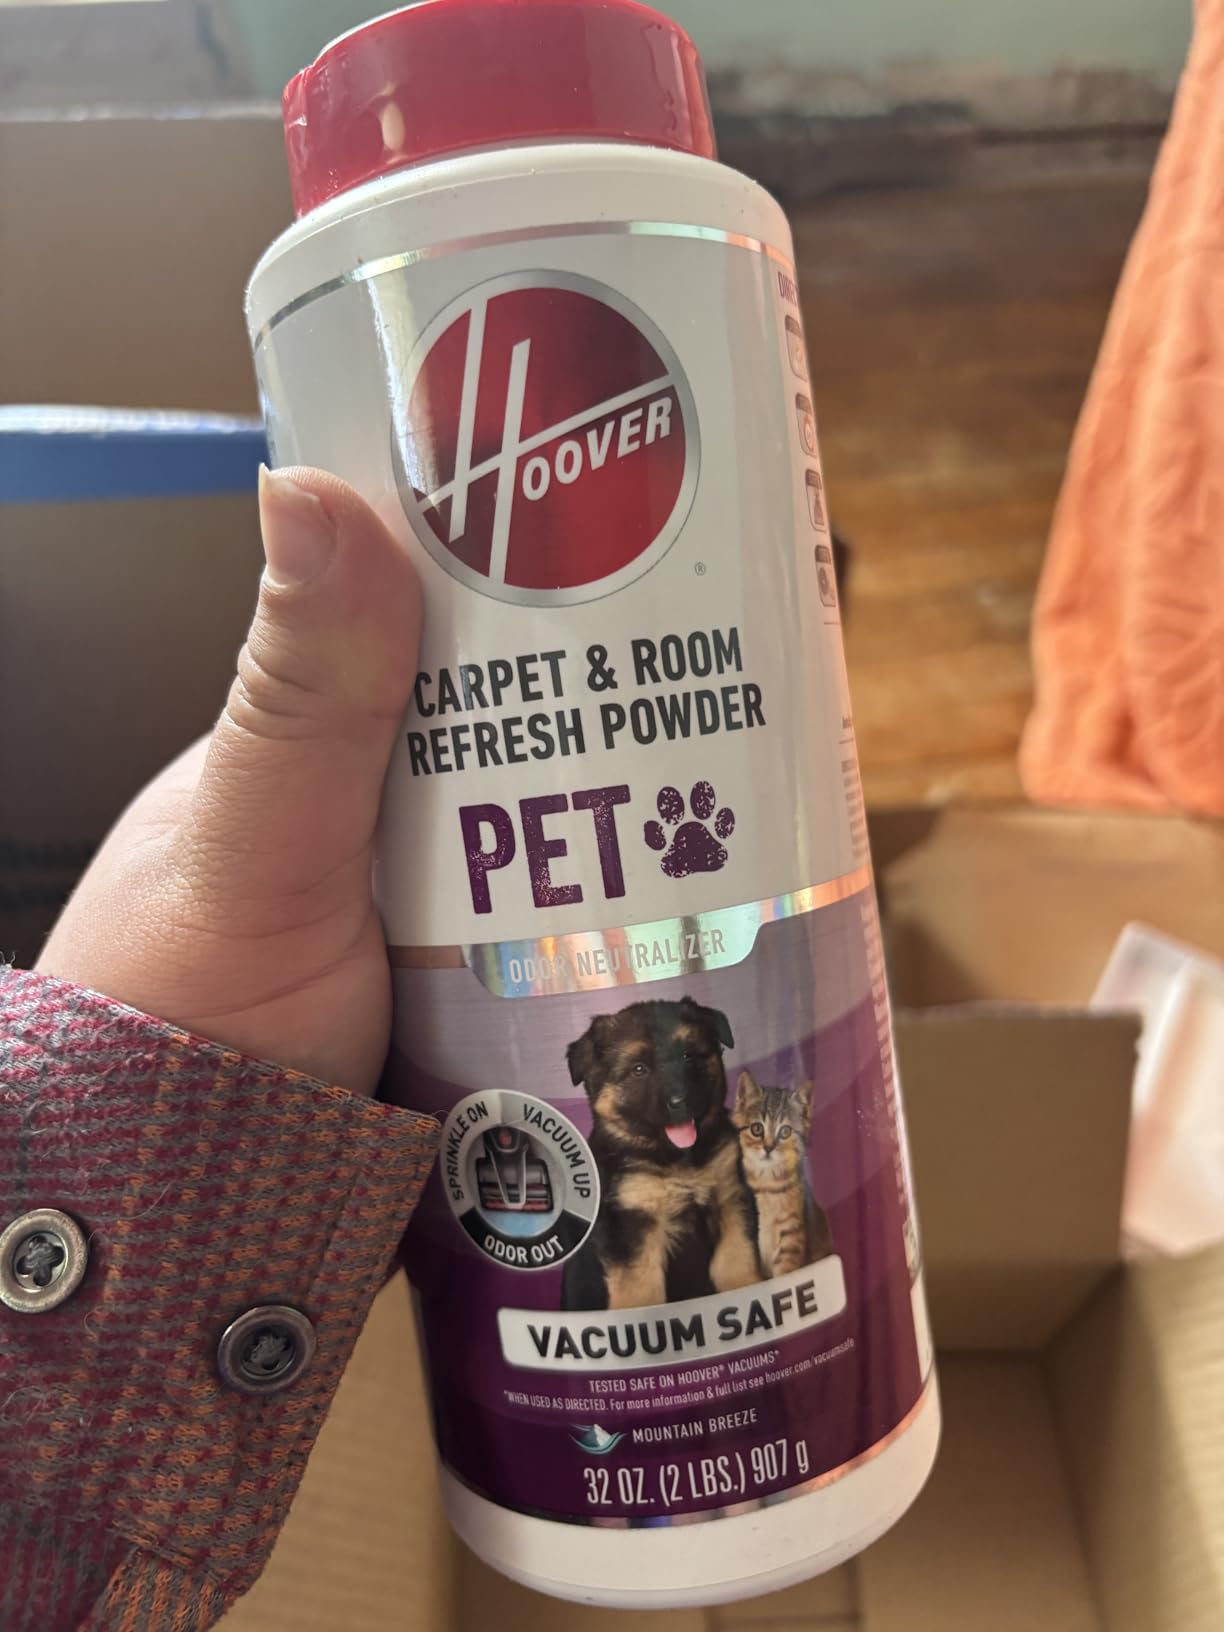 HOOVER
®
CARPET & ROOM
REFRESH POWDER
PET
ODOR NEUTRALIZER
SPRINKLE ON
VACUUM UP
ODOR OUT
VACUUM SAFE
TESTED SAFE ON HOOVER® VACUUMS*
*WHEN USED AS DIRECTED. For more information & full list see hoover.com/vacuumsafe
MOUNTAIN BREEZE
32 OZ. (2 LBS.) 907 g